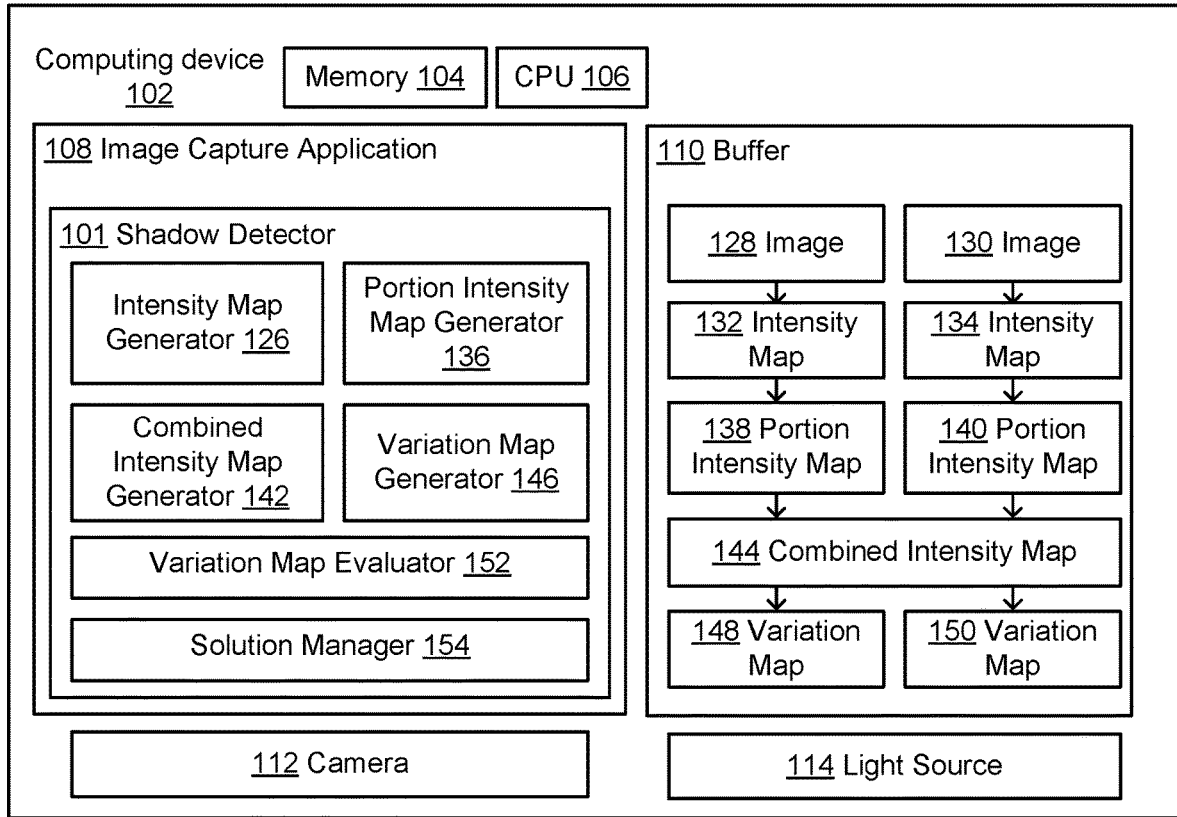 Computing device
102
Memory 104
CPU 106
108 Image Capture Application
101 Shadow Detector
Intensity Map
Generator 126
Portion Intensity
Map Generator
136
Combined
Intensity Map
Generator 142
Variation Map
Generator 146
Variation Map Evaluator 152
Solution Manager 154
110 Buffer
128 Image
130 Image
132 Intensity
Map
134 Intensity
Map
138 Portion
Intensity Map
140 Portion
Intensity Map
144 Combined Intensity Map
148 Variation
Map
150 Variation
Map
112 Camera
114 Light Source